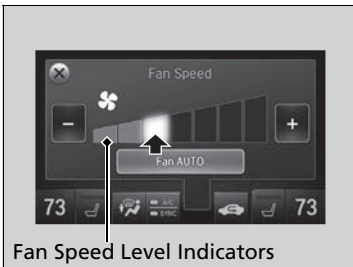 Fan Speed
Fan AUTO
73
A/C
SYNC
73
Fan Speed Level Indicators